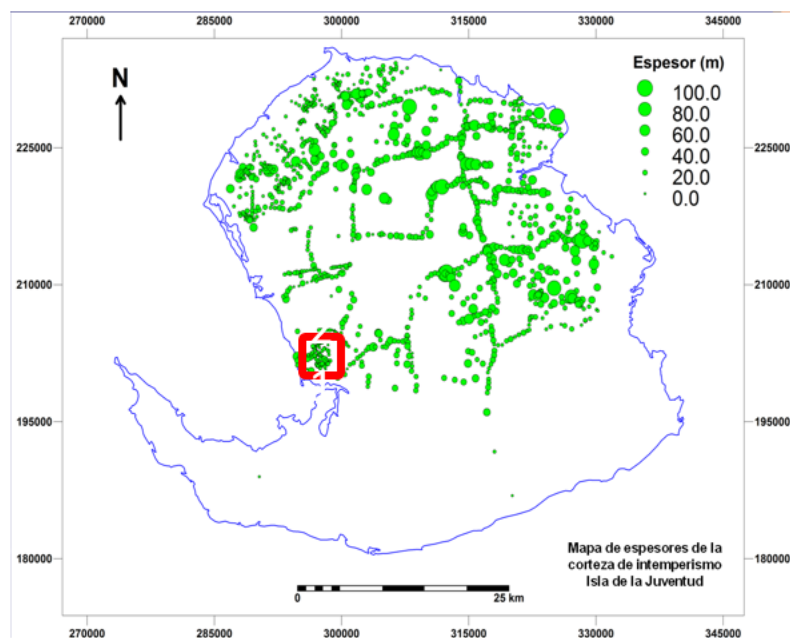 270000 285000 300000 315000 330000 345000
N
Espesor (m)
100.0
80.0
60.0
40.0
20.0
0.0
225000 225000
210000 210000
195000 195000
180000 180000
Mapa de espesores de la
corteza de intemperismo
Isla de la Juventud
0 25 km
270000 285000 300000 315000 330000 345000